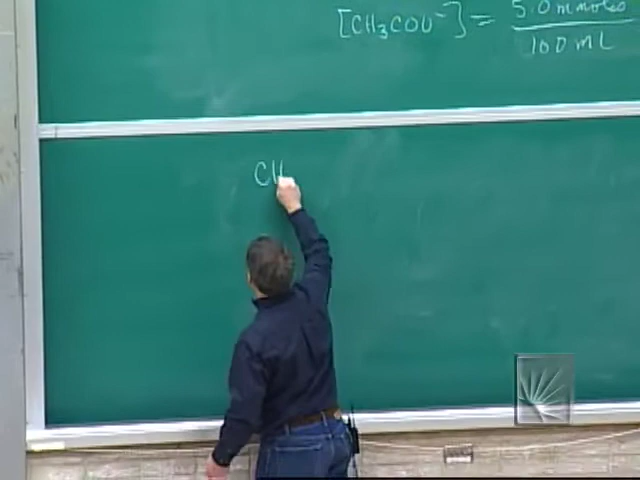 [CH₃COO⁻] = 5.0 mmoles
100 mL
CH